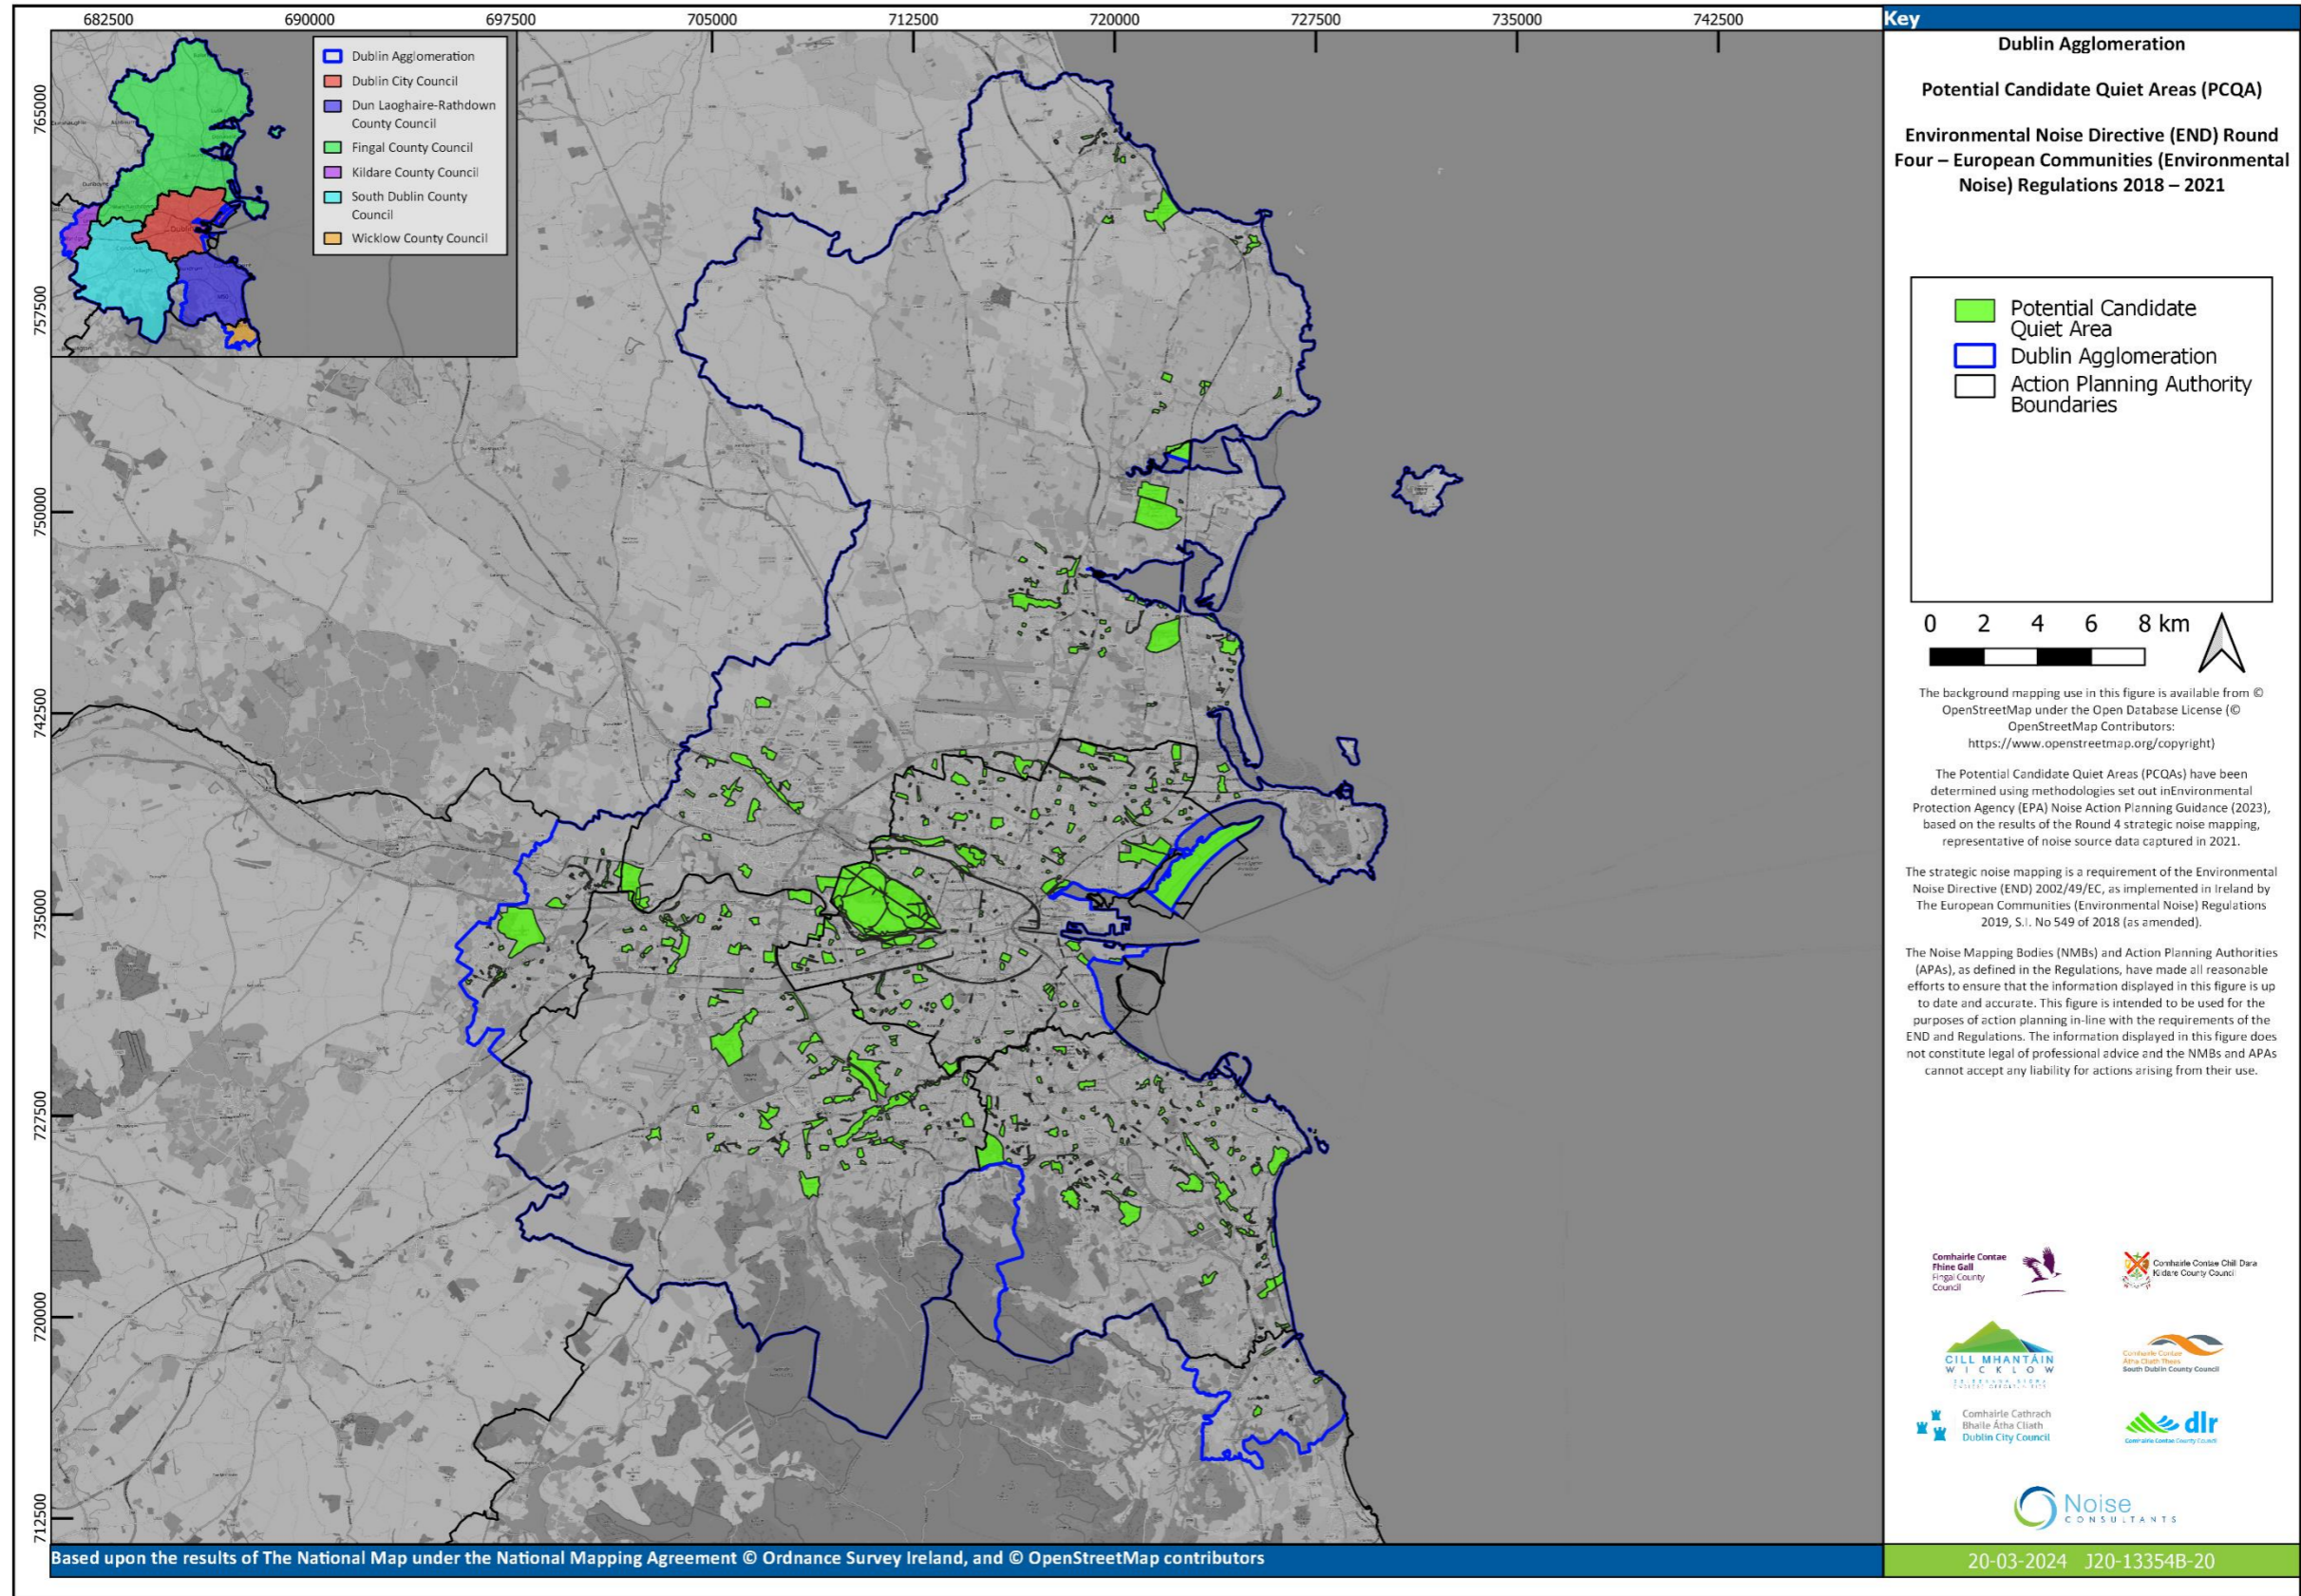 682500 690000 697500 705000 712500 720000 727500 735000 742500
765000
757500
750000
742500
735000
727500
720000
712500
Dublin Agglomeration
Dublin City Council
Dun Laoghaire-Rathdown
County Council
Fingal County Council
Kildare County Council
South Dublin County
Council
Wicklow County Council
Key
Dublin Agglomeration
Potential Candidate Quiet Areas (PCQA)
Environmental Noise Directive (END) Round
Four – European Communities (Environmental
Noise) Regulations 2018 – 2021
Potential Candidate
Quiet Area
Dublin Agglomeration
Action Planning Authority
Boundaries
0 2 4 6 8 km
The background mapping use in this figure is available from ©
OpenStreetMap under the Open Database License (©
OpenStreetMap Contributors:
https://www.openstreetmap.org/copyright)
The Potential Candidate Quiet Areas (PCQAs) have been
determined using methodologies set out inEnvironmental
Protection Agency (EPA) Noise Action Planning Guidance (2023),
based on the results of the Round 4 strategic noise mapping,
representative of noise source data captured in 2021.
The strategic noise mapping is a requirement of the Environmental
Noise Directive (END) 2002/49/EC, as implemented in Ireland by
The European Communities (Environmental Noise) Regulations
2019, S.I. No 549 of 2018 (as amended).
The Noise Mapping Bodies (NMBs) and Action Planning Authorities
(APAs), as defined in the Regulations, have made all reasonable
efforts to ensure that the information displayed in this figure is up
to date and accurate. This figure is intended to be used for the
purposes of action planning in-line with the requirements of the
END and Regulations. The information displayed in this figure does
not constitute legal of professional advice and the NMBs and APAs
cannot accept any liability for actions arising from their use.
Comhairle Contae
Fhine Gall
Fingal County
Council
Comhairle Contae Chill Dara
Kildare County Council
CILL MHANTÁIN
WICKLOW
Comhairle Contae
Átha Cliath Theas
South Dublin County Council
Comhairle Cathrach
Bhaile Átha Cliath
Dublin City Council
dlr
Comhairle Contae County Council
Noise
CONSULTANTS
Based upon the results of The National Map under the National Mapping Agreement © Ordnance Survey Ireland, and © OpenStreetMap contributors
20-03-2024 J20-13354B-20